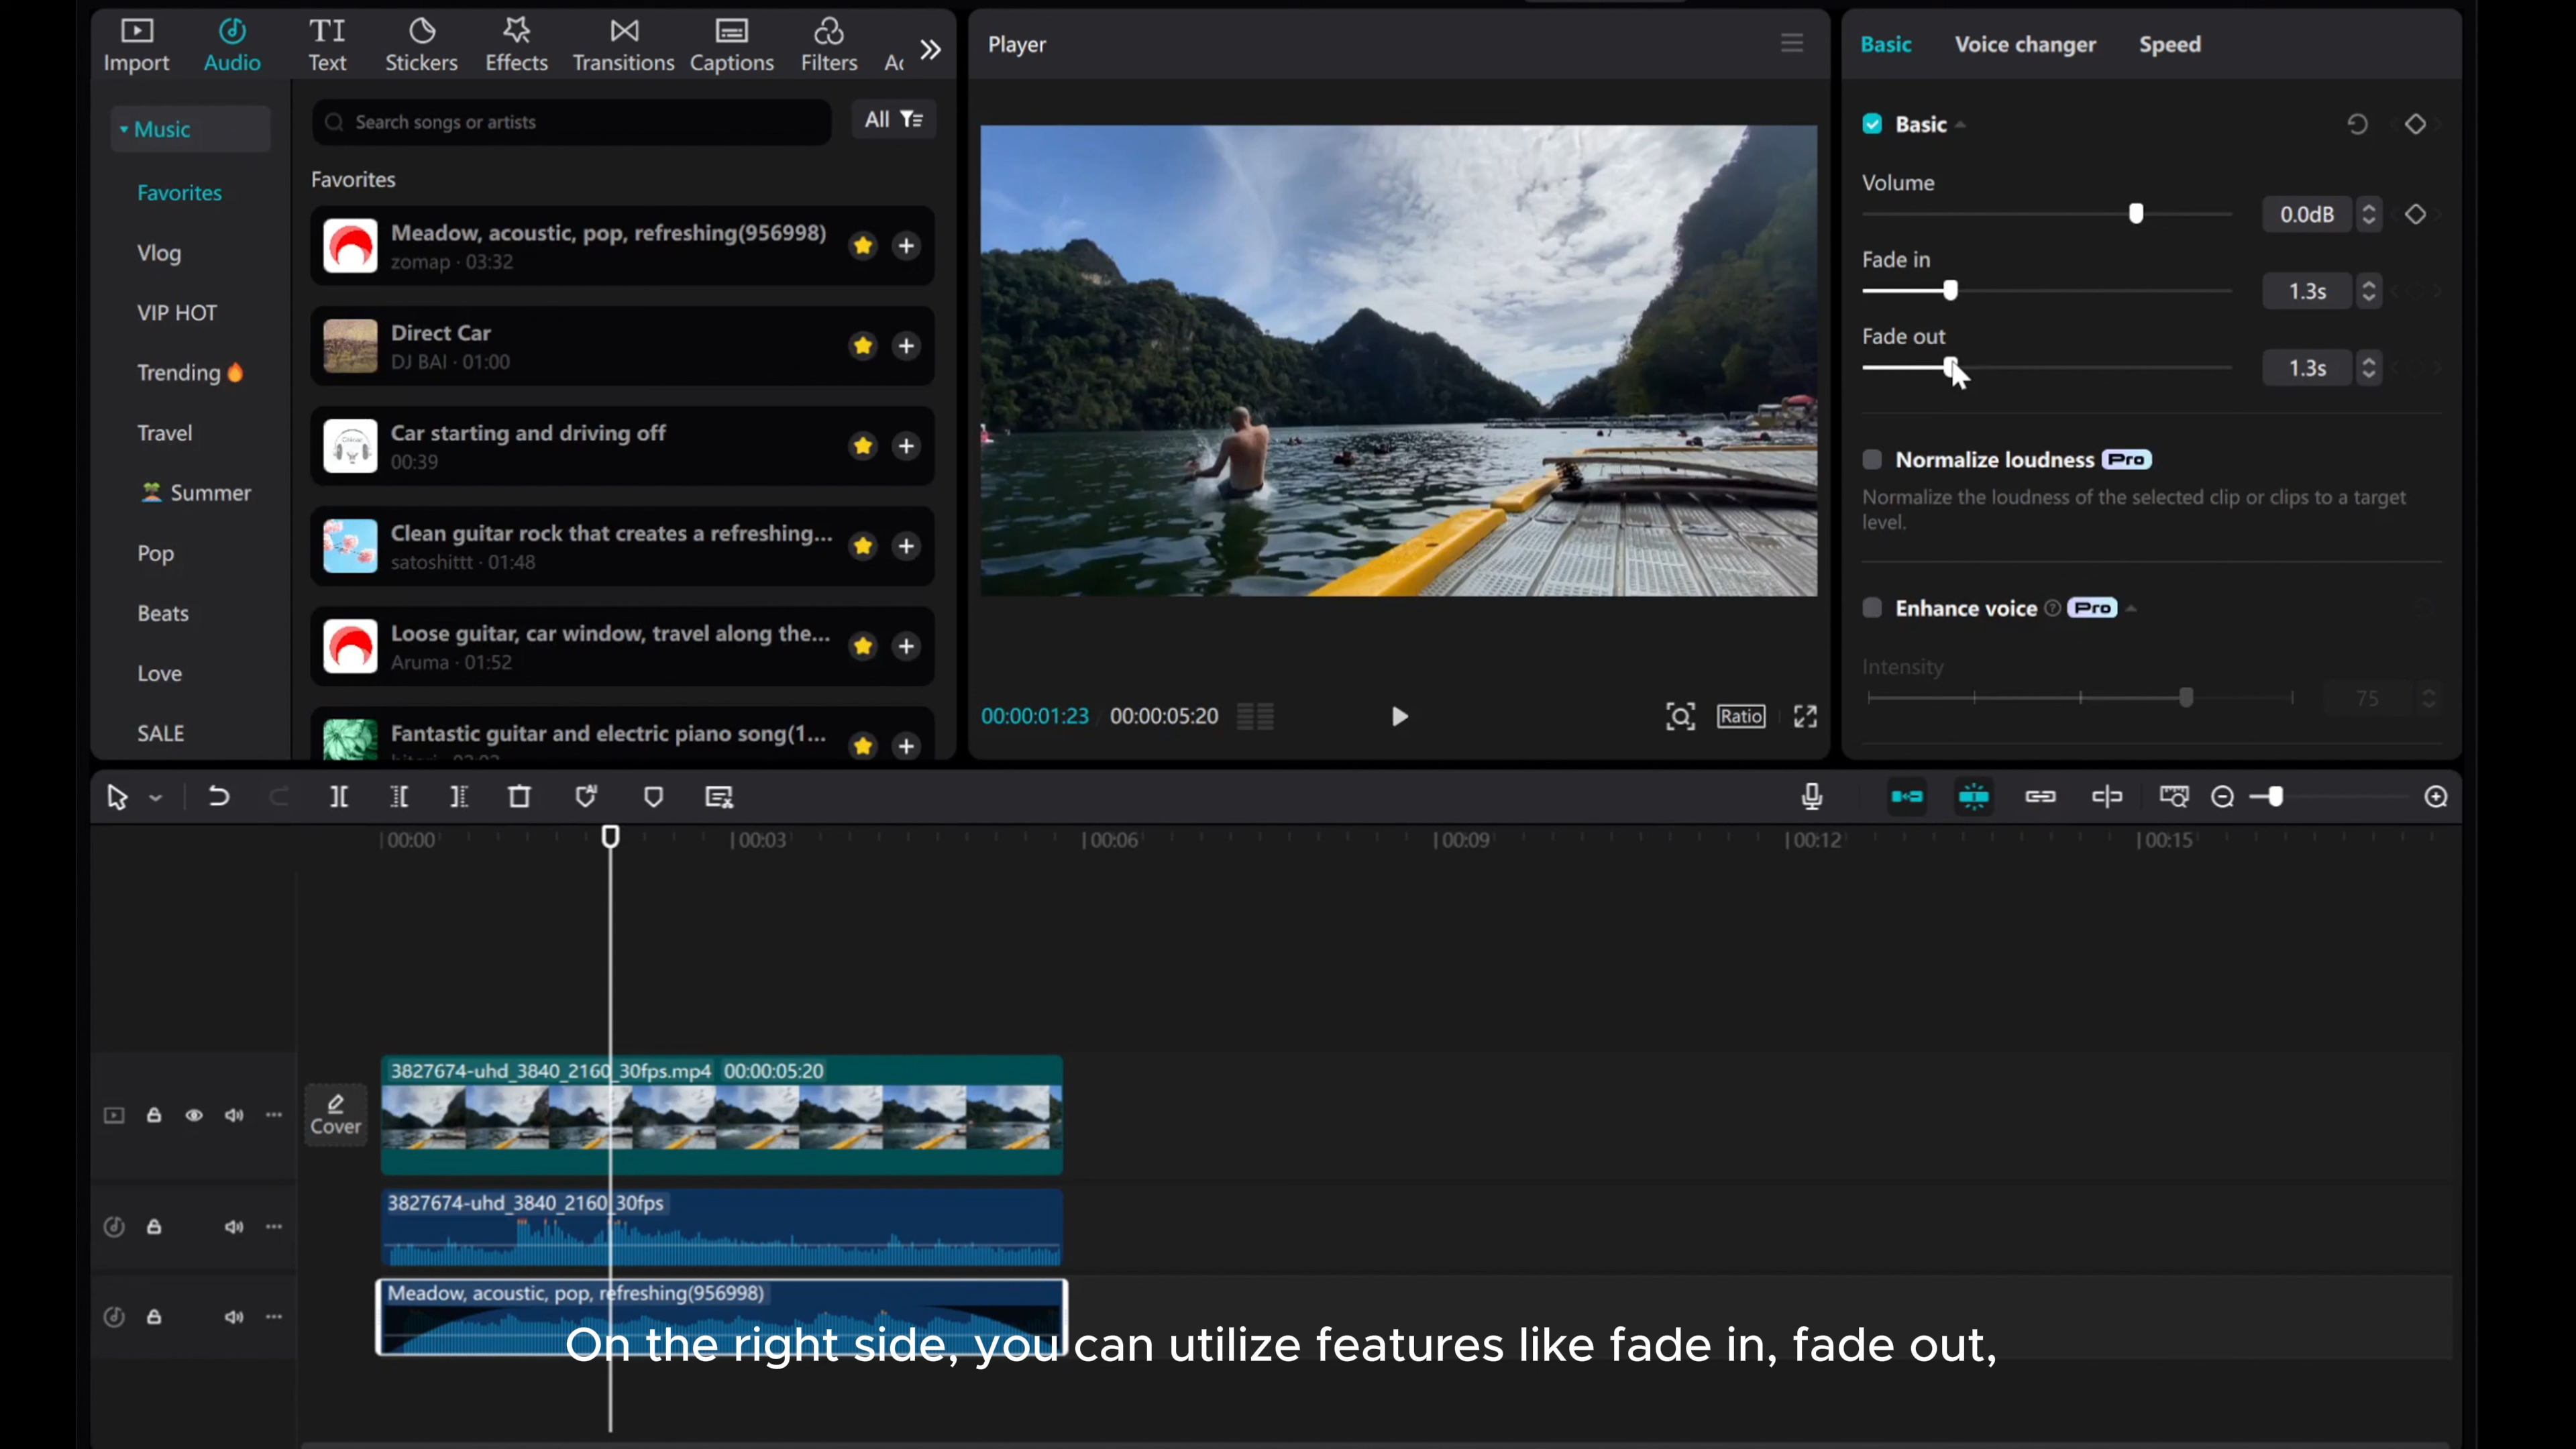 Import
Audio
Text
Stickers
Effects
Transitions
Captions
Filters
Music
Favorites
Vlog
VIP HOT
Trending
Travel
Summer
Pop
Beats
Love
SALE
Search songs or artists
All
Favorites
Meadow, acoustic, pop, refreshing(956998)
zomap · 03:32
Direct Car
DJ BAI · 01:00
Car starting and driving off
00:39
Clean guitar rock that creates a refreshing...
satoshittt · 01:48
Loose guitar, car window, travel along the...
Aruma · 01:52
Fantastic guitar and electric piano song(1...
Player
00:00:01:23 / 00:00:05:20
Ratio
Basic
Voice changer
Speed
Basic
Volume
0.0dB
Fade in
1.3s
Fade out
1.3s
Normalize loudness Pro
Normalize the loudness of the selected clip or clips to a target
level.
Enhance voice Pro
Intensity
75
00:00
00:03
00:06
00:09
00:12
00:15
Cover
3827674-uhd_3840_2160_30fps.mp4 00:00:05:20
3827674-uhd_3840_2160_30fps
Meadow, acoustic, pop, refreshing(956998)
On the right side, you can utilize features like fade in, fade out,